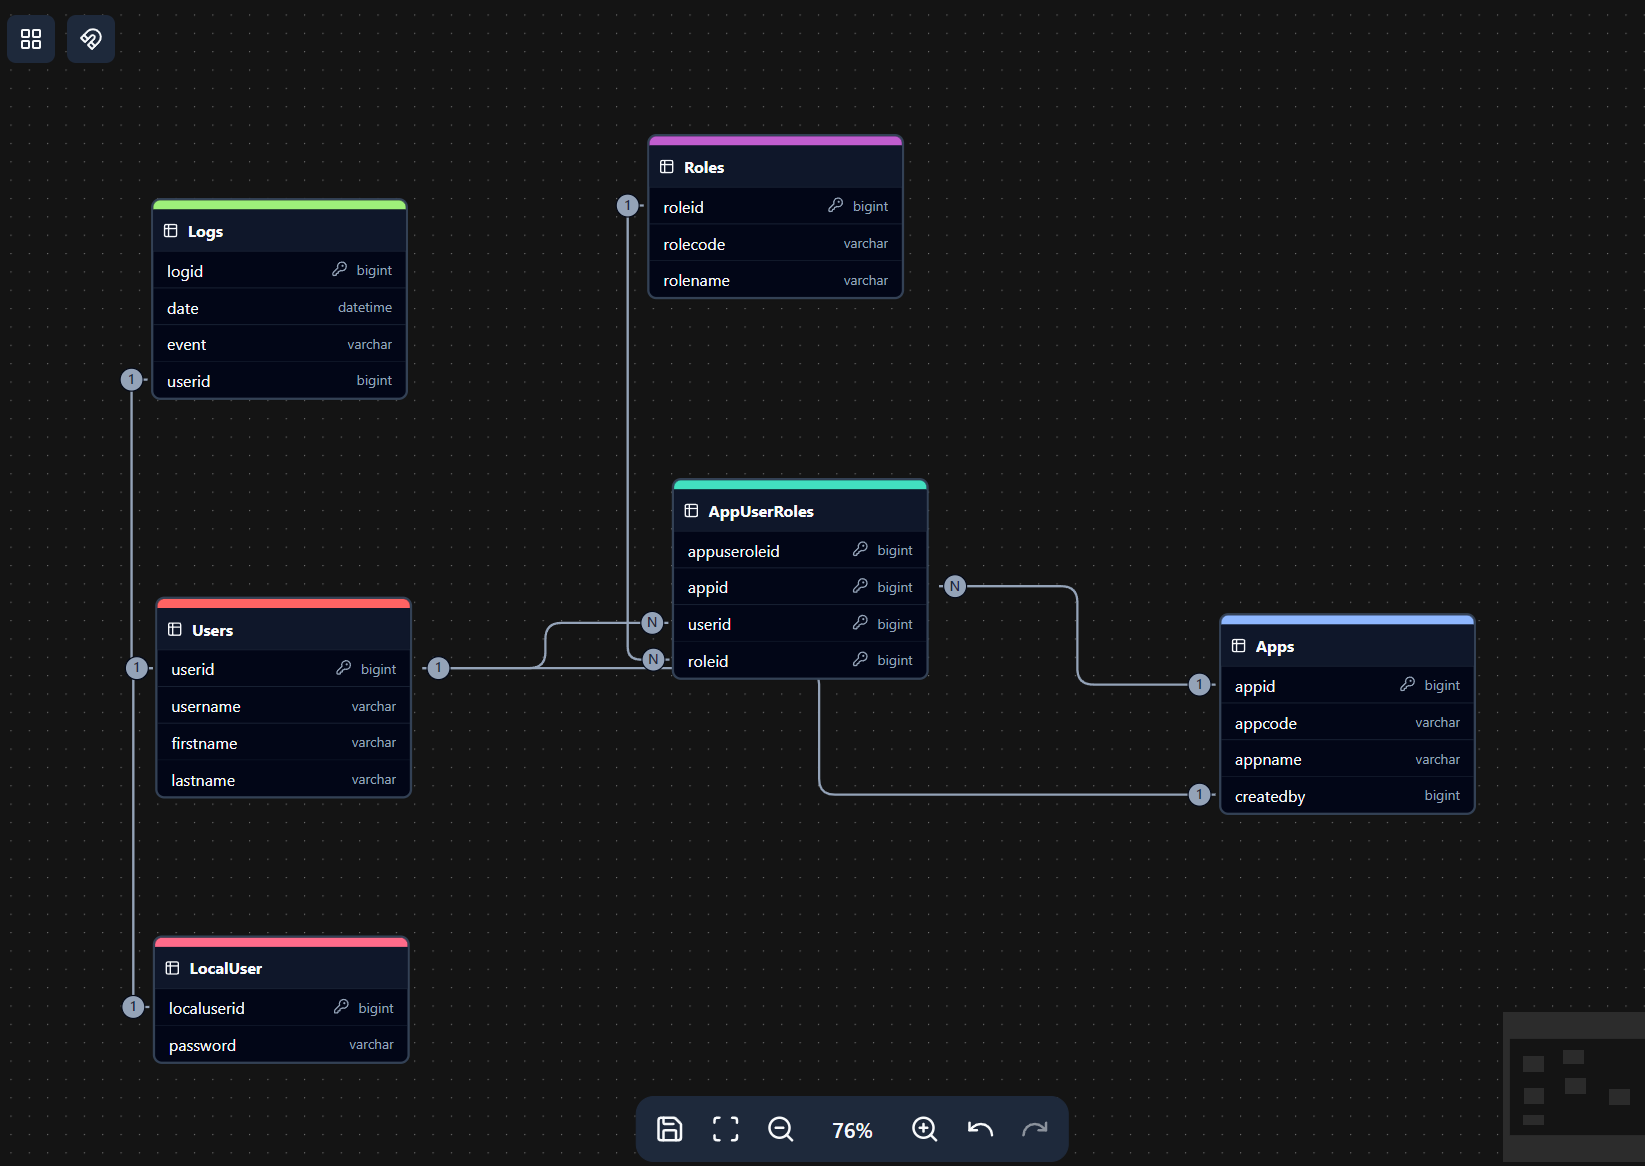 Roles
roleid bigint
rolecode varchar
rolename varchar
1
Logs
logid bigint
date datetime
event varchar
userid bigint
1
AppUserRoles
appuseroleid bigint
appid bigint
userid bigint
roleid bigint
N
N
N
Users
userid bigint
username varchar
firstname varchar
lastname varchar
1
1
Apps
appid bigint
appcode varchar
appname varchar
createdby bigint
1
1
LocalUser
localuserid bigint
password varchar
1
76%